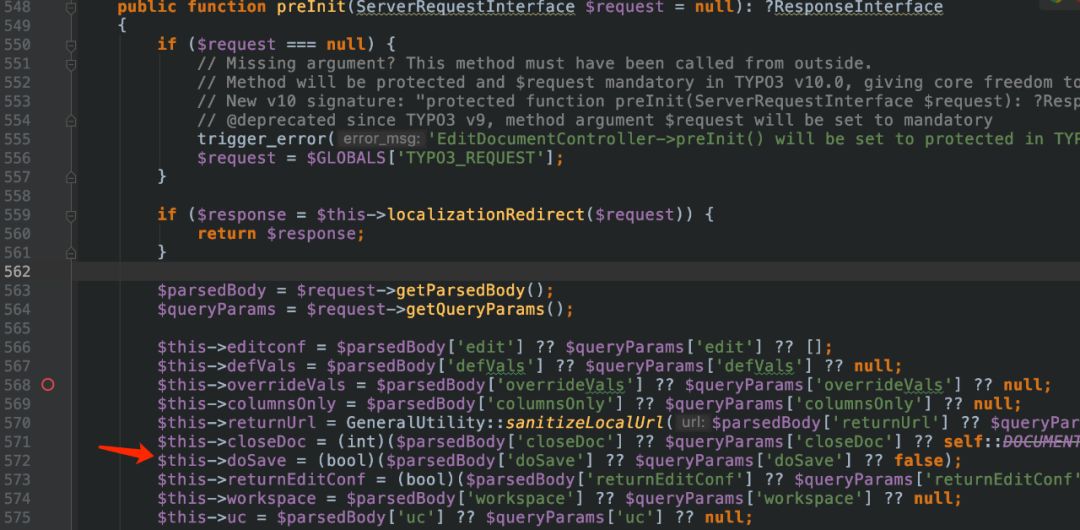 548 public function preInit(ServerRequestInterface $request = null): ?ResponseInterface
549 {
550 if ($request === null) {
551 // Missing argument? This method must have been called from outside.
552 // Method will be protected and $request mandatory in TYPO3 v10.0, giving core freedom to
553 // New v10 signature: "protected function preInit(ServerRequestInterface $request): ?Resp
554 // @deprecated since TYPO3 v9, method argument $request will be set to mandatory
555 trigger_error( error_msg: 'EditDocumentController->preInit() will be set to protected in TYP
556 $request = $GLOBALS['TYPO3_REQUEST'];
557 }
558
559 if ($response = $this->localizationRedirect($request)) {
560 return $response;
561 }
562
563 $parsedBody = $request->getParsedBody();
564 $queryParams = $request->getQueryParams();
565
566 $this->editconf = $parsedBody['edit'] ?? $queryParams['edit'] ?? [];
567 $this->defVals = $parsedBody['defVals'] ?? $queryParams['defVals'] ?? null;
568 $this->overrideVals = $parsedBody['overrideVals'] ?? $queryParams['overrideVals'] ?? null;
569 $this->columnsOnly = $parsedBody['columnsOnly'] ?? $queryParams['columnsOnly'] ?? null;
570 $this->returnUrl = GeneralUtility::sanitizeLocalUrl( url: $parsedBody['returnUrl'] ?? $queryPar
571 $this->closeDoc = (int)($parsedBody['closeDoc'] ?? $queryParams['closeDoc'] ?? self::DOCUMENT
572 $this->doSave = (bool)($parsedBody['doSave'] ?? $queryParams['doSave'] ?? false);
573 $this->returnEditConf = (bool)($parsedBody['returnEditConf'] ?? $queryParams['returnEditConf'
574 $this->workspace = $parsedBody['workspace'] ?? $queryParams['workspace'] ?? null;
575 $this->uc = $parsedBody['uc'] ?? $queryParams['uc'] ?? null;